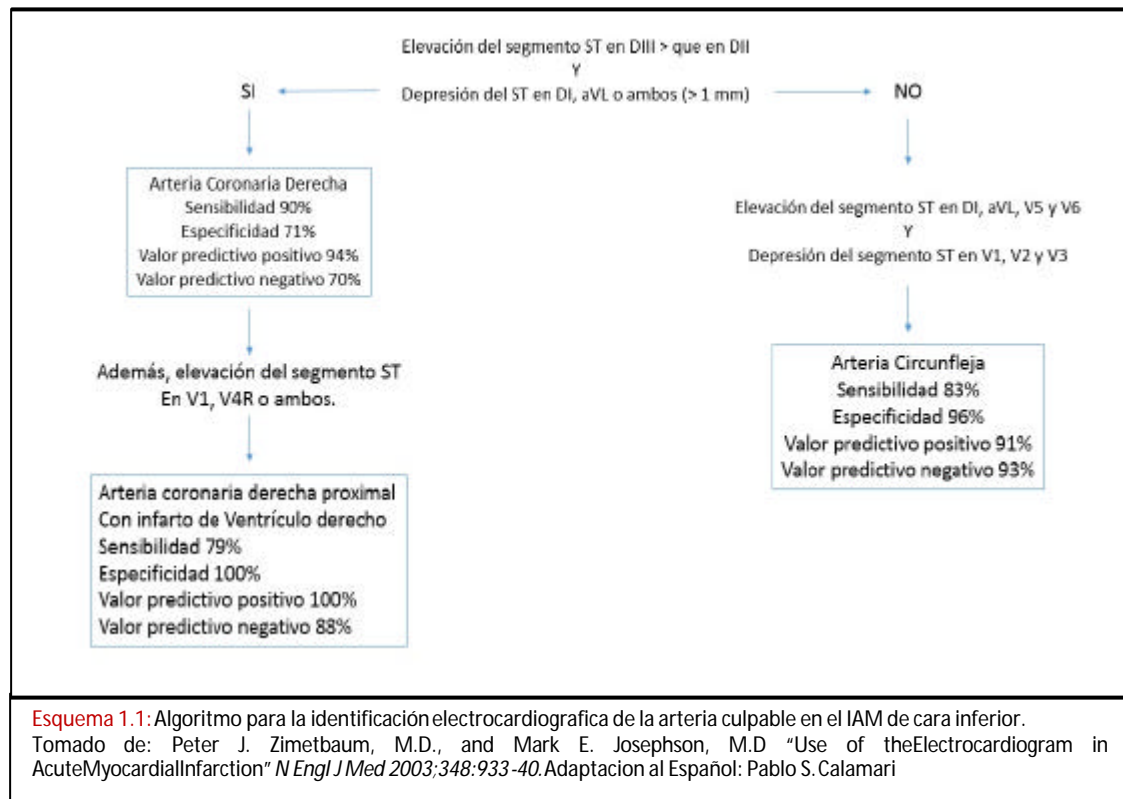 Elevación del segmento ST en DIII > que en DII
Y
Depresión del ST en DI, aVL o ambos (> 1 mm)
SI
NO
Arteria Coronaria Derecha
Sensibilidad 90%
Especificidad 71%
Valor predictivo positivo 94%
Valor predictivo negativo 70%
Además, elevación del segmento ST
En V1, V4R o ambos.
Arteria coronaria derecha proximal
Con infarto de Ventrículo derecho
Sensibilidad 79%
Especificidad 100%
Valor predictivo positivo 100%
Valor predictivo negativo 88%
Elevación del segmento ST en DI, aVL, V5 y V6
Y
Depresión del segmento ST en V1, V2 y V3
Arteria Circunfleja
Sensibilidad 83%
Especificidad 96%
Valor predictivo positivo 91%
Valor predictivo negativo 93%
Esquema 1.1: Algoritmo para la identificación electrocardiografica de la arteria culpable en el IAM de cara inferior.
Tomado de: Peter J. Zimetbaum, M.D., and Mark E. Josephson, M.D “Use of theElectrocardiogram in
AcuteMyocardialInfarction” N Engl J Med 2003;348:933-40. Adaptacion al Español: Pablo S. Calamari